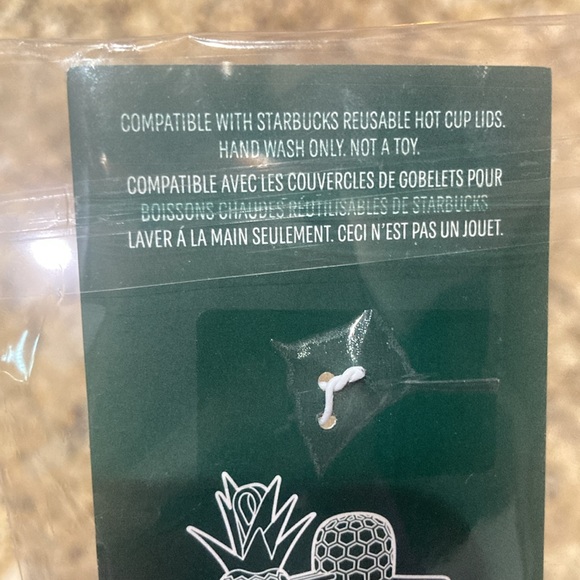 COMPATIBLE WITH STARBUCKS REUSABLE HOT CUP LIDS.
HAND WASH ONLY. NOT A TOY.
COMPATIBLE AVEC LES COUVERCLES DE GOBELETS POUR
BOISSONS CHAUDES RÉUTILISABLES DE STARBUCKS
LAVER Á LA MAIN SEULEMENT. CECI N'EST PAS UN JOUET.